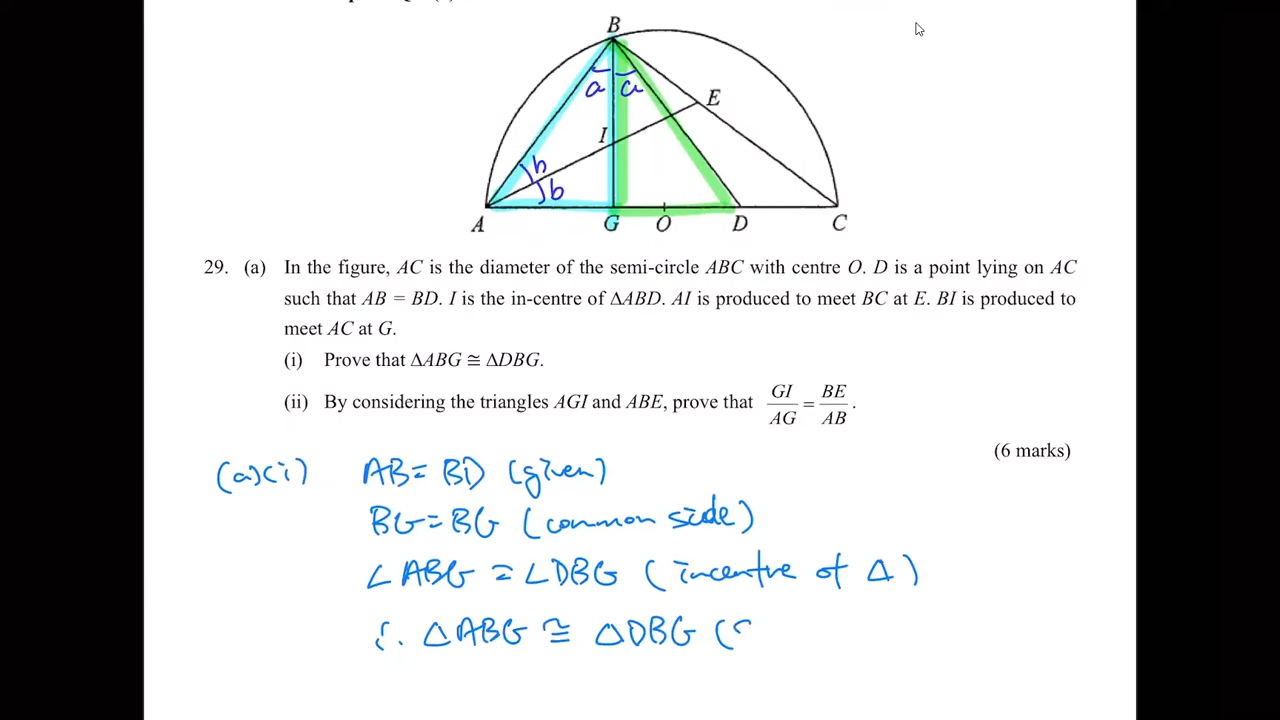 B
a a
E
I
b
b
A G O D C
29. (a) In the figure, AC is the diameter of the semi-circle ABC with centre O. D is a point lying on AC
such that AB = BD. I is the in-centre of ΔABD. AI is produced to meet BC at E. BI is produced to
meet AC at G.
(i) Prove that ΔABG ≅ ΔDBG.
(ii) By considering the triangles AGI and ABE, prove that GI/AG = BE/AB.
(6 marks)
(a)(i) AB = BD (given)
BG = BG (common side)
∠ABG = ∠DBG (incentre of Δ)
∴ ΔABG ≅ ΔDBG (